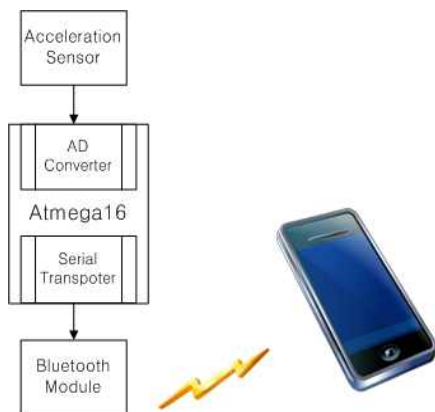 Acceleration
Sensor
AD
Converter
Atmega16
Serial
Transpoter
Bluetooth
Module